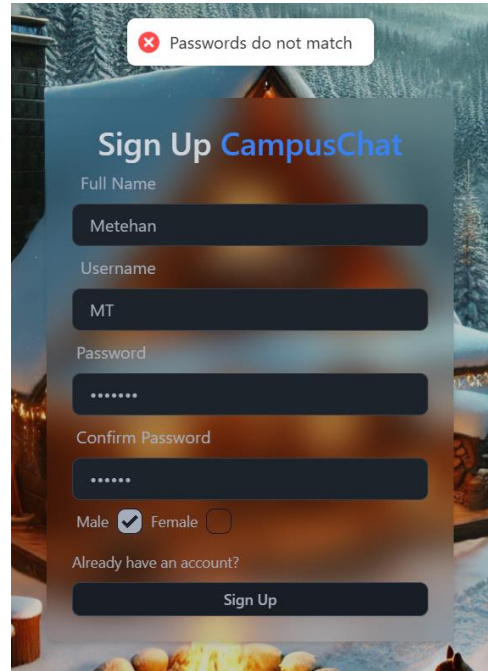 Passwords do not match
Sign Up CampusChat
Full Name
Metehan
Username
MT
Password
•••••••
Confirm Password
••••••
Male Female
Already have an account?
Sign Up